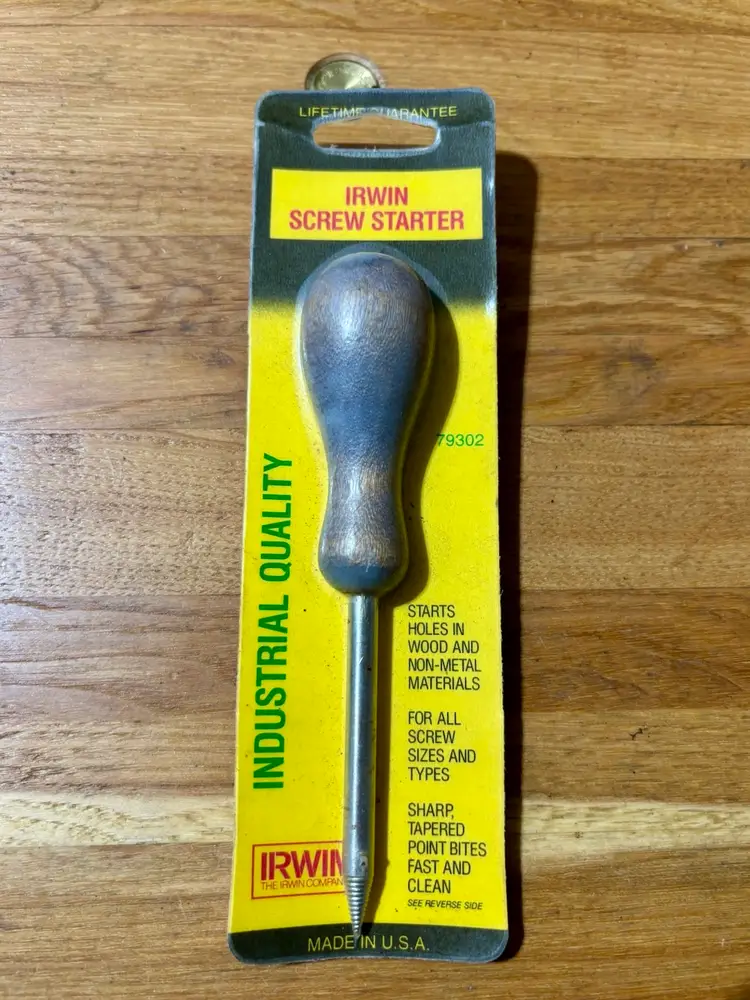 LIFETIME GUARANTEE
IRWIN
SCREW STARTER
79302
INDUSTRIAL QUALITY
STARTS
HOLES IN
WOOD AND
NON-METAL
MATERIALS
FOR ALL
SCREW
SIZES AND
TYPES
SHARP,
TAPERED
POINT BITES
FAST AND
CLEAN
SEE REVERSE SIDE
IRWIN
THE IRWIN COMPANY
MADE IN U.S.A.